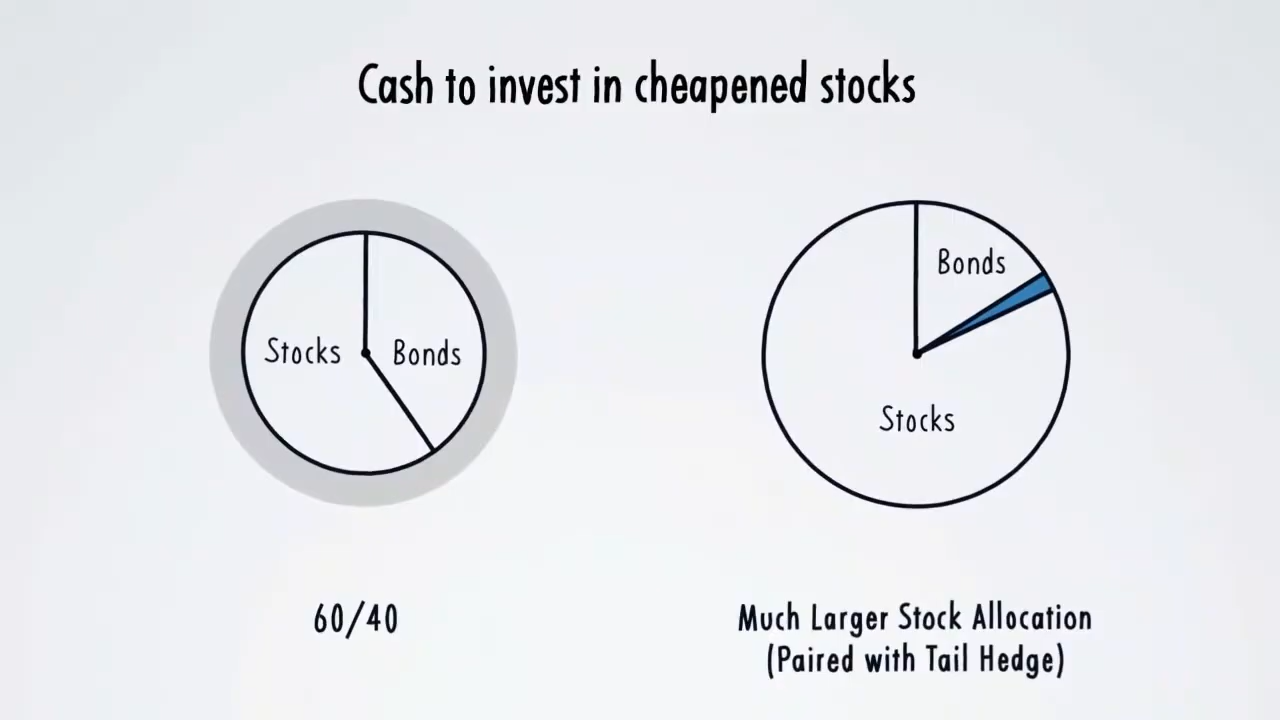 Cash to invest in cheapened stocks
Stocks
Bonds
Bonds
Stocks
60/40
Much Larger Stock Allocation
(Paired with Tail Hedge)